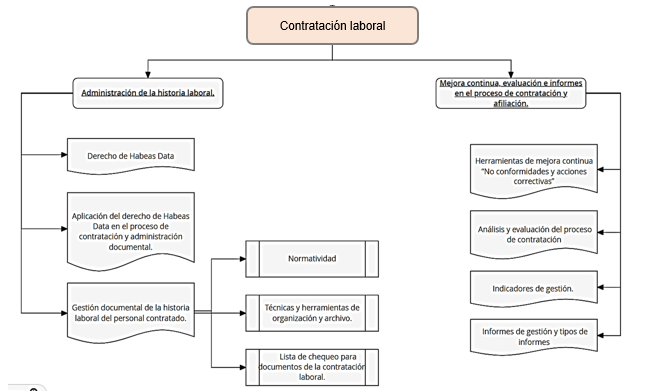 Contratación laboral
Administración de la historia laboral.
Mejora continua, evaluación e informes
en el proceso de contratación y
afiliación.
Derecho de Habeas Data
Aplicación del derecho de Habeas
Data en el proceso de
contratación y administración
documental.
Gestión documental de la historia
laboral del personal contratado.
Normatividad
Técnicas y herramientas de
organización y archivo.
Lista de chequeo para
documentos de la contratación
laboral.
Herramientas de mejora continua
“No conformidades y acciones
correctivas”
Análisis y evaluación del proceso
de contratación
Indicadores de gestión.
Informes de gestión y tipos de
informes